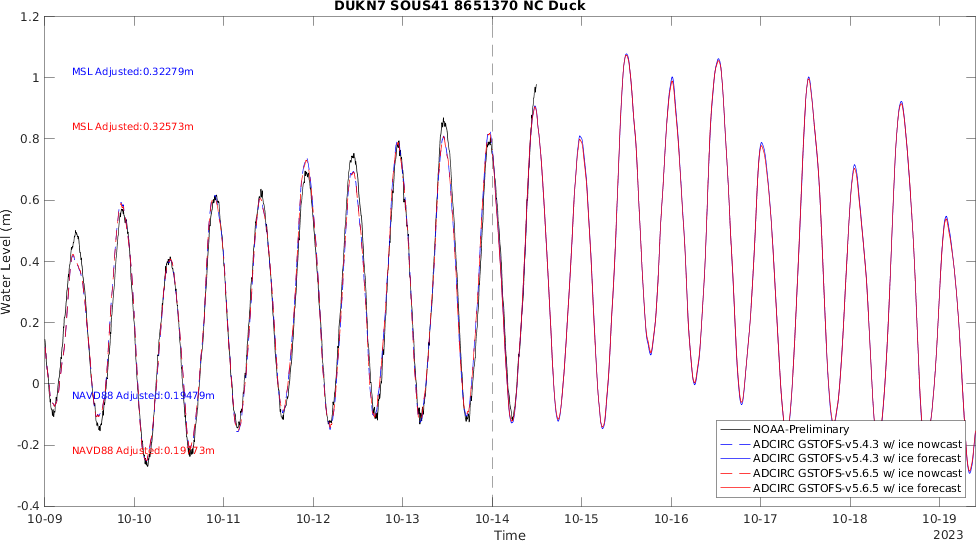 DUKN7 SOUS41 8651370 NC Duck
1.2
1
0.8
0.6
0.4
0.2
0
-0.2
-0.4
Water Level (m)
MSL Adjusted:0.32279m
MSL Adjusted:0.32573m
NAVD88 Adjusted:0.19479m
NAVD88
NOAA-Preliminary
ADCIRC GSTOFS-v5.4.3 w/ ice nowcast
ADCIRC GSTOFS-v5.4.3 w/ ice forecast
ADCIRC GSTOFS-v5.6.5 w/ ice nowcast
ADCIRC GSTOFS-v5.6.5 w/ ice forecast
10-09 10-10 10-11 10-12 10-13 10-14 10-15 10-16 10-17 10-18 10-19
Time
2023